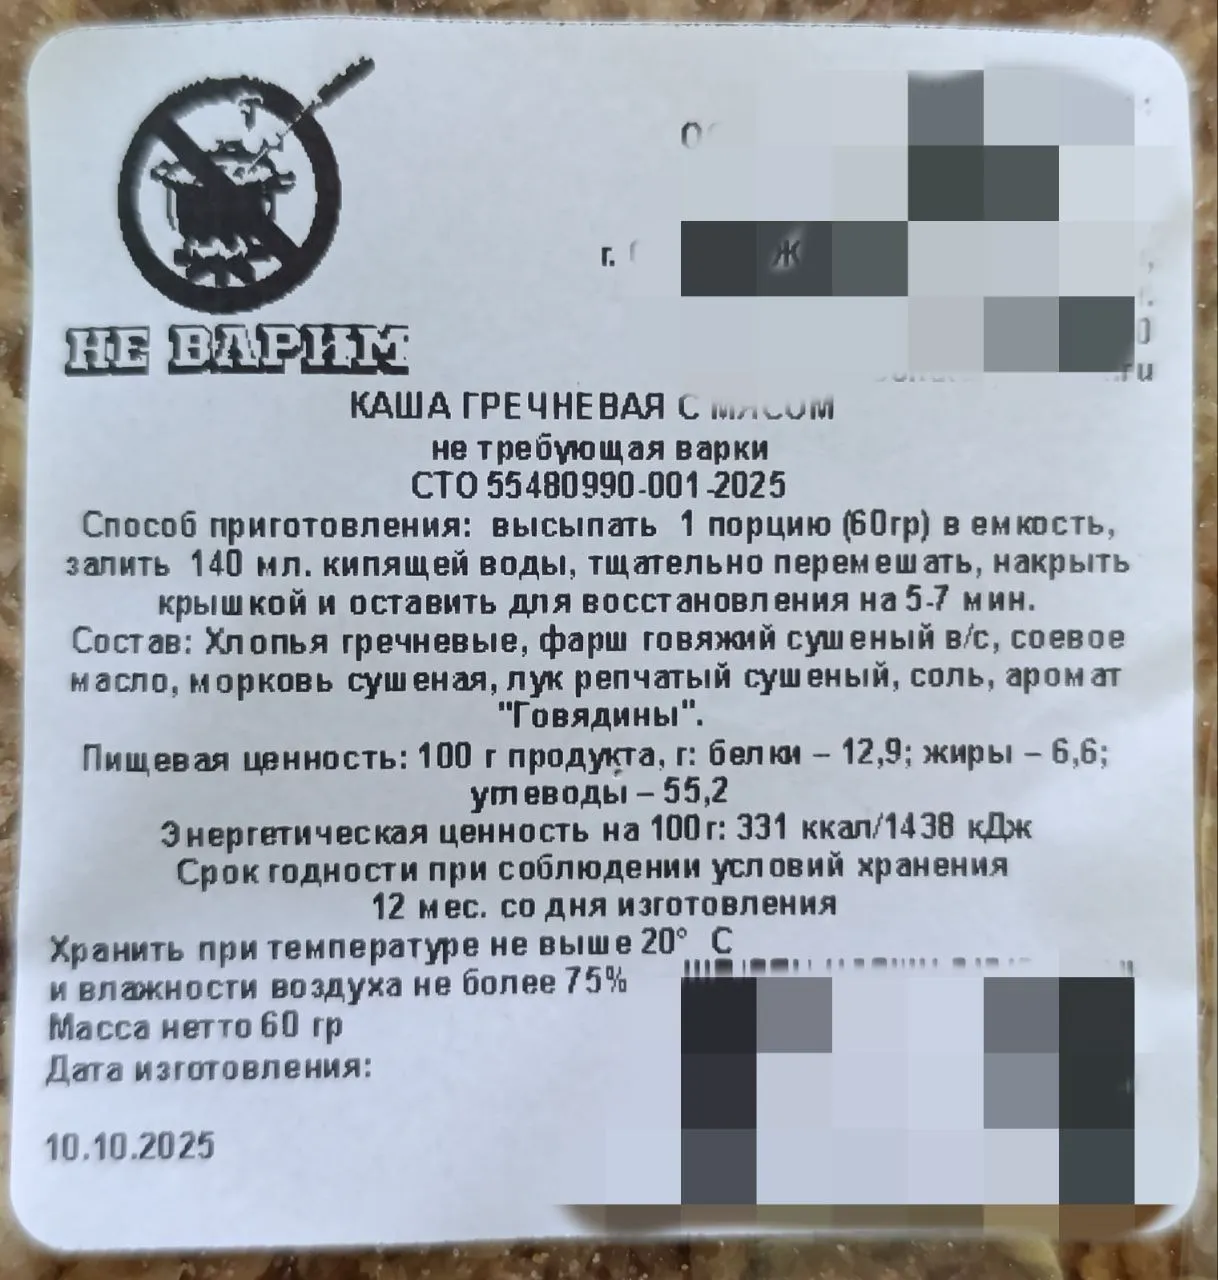 г.
НЕ ВАРИМ
КАША ГРЕЧНЕВАЯ С МЯСОМ
не требующая варки
СТО 55480990-001-2025
Способ приготовления: высыпать 1 порцию (60гр) в емкость,
залить 140 мл. кипящей воды, тщательно перемешать, накрыть
крышкой и оставить для восстановления на 5-7 мин.
Состав: Хлопья гречневые, фарш говяжий сушеный в/с, соевое
масло, морковь сушеная, лук репчатый сушеный, соль, аромат
"Говядины".
Пищевая ценность: 100 г продукта, г: белки – 12,9; жиры – 6,6;
углеводы – 55,2
Энергетическая ценность на 100г: 331 ккал/1438 кДж
Срок годности при соблюдении условий хранения
12 мес. со дня изготовления
Хранить при температуре не выше 20° С
и влажности воздуха не более 75%
Масса нетто 60 гр
Дата изготовления:
10.10.2025